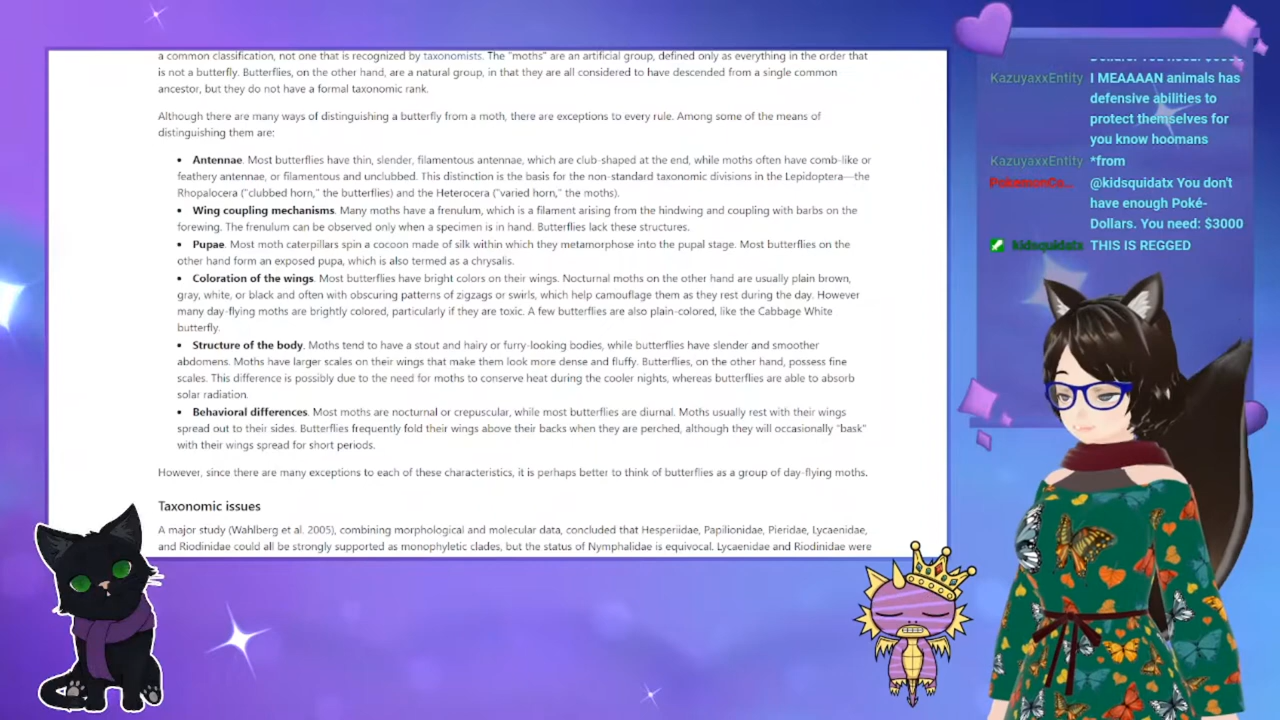 a common classification, not one that is recognized by taxonomists. The "moths" are an artificial group, defined only as everything in the order that
is not a butterfly. Butterflies, on the other hand, are a natural group, in that they are all considered to have descended from a single common
ancestor, but they do not have a formal taxonomic rank.
Although there are many ways of distinguishing a butterfly from a moth, there are exceptions to every rule. Among some of the means of
distinguishing them are:
• Antennae. Most butterflies have thin, slender, filamentous antennae, which are club-shaped at the end, while moths often have comb-like or
feathery antennae, or filamentous and unclubbed. This distinction is the basis for the non-standard taxonomic divisions in the Lepidoptera—the
Rhopalocera ("clubbed horn," the butterflies) and the Heterocera ("varied horn," the moths).
• Wing coupling mechanisms. Many moths have a frenulum, which is a filament arising from the hindwing and coupling with barbs on the
forewing. The frenulum can be observed only when a specimen is in hand. Butterflies lack these structures.
• Pupae. Most moth caterpillars spin a cocoon made of silk within which they metamorphose into the pupal stage. Most butterflies on the
other hand form an exposed pupa, which is also termed as a chrysalis.
• Coloration of the wings. Most butterflies have bright colors on their wings. Nocturnal moths on the other hand are usually plain brown,
gray, white, or black and often with obscuring patterns of zigzags or swirls, which help camouflage them as they rest during the day. However
many day-flying moths are brightly colored, particularly if they are toxic. A few butterflies are also plain-colored, like the Cabbage White
butterfly.
• Structure of the body. Moths tend to have a stout and hairy or furry-looking bodies, while butterflies have slender and smoother
abdomens. Moths have larger scales on their wings that make them look more dense and fluffy. Butterflies, on the other hand, possess fine
scales. This difference is possibly due to the need for moths to conserve heat during the cooler nights, whereas butterflies are able to absorb
solar radiation.
• Behavioral differences. Most moths are nocturnal or crepuscular, while most butterflies are diurnal. Moths usually rest with their wings
spread out to their sides. Butterflies frequently fold their wings above their backs when they are perched, although they will occasionally "bask"
with their wings spread for short periods.
However, since there are many exceptions to each of these characteristics, it is perhaps better to think of butterflies as a group of day-flying moths.
Taxonomic issues
A major study (Wahlberg et al. 2005), combining morphological and molecular data, concluded that Hesperiidae, Papilionidae, Pieridae, Lycaenidae,
and Riodinidae could all be strongly supported as monophyletic clades, but the status of Nymphalidae is equivocal. Lycaenidae and Riodinidae were
KazuyaxxEntity I MEAAAAN animals has
defensive abilities to
protect themselves for
you know hoomans
KazuyaxxEntity *from
PokemonCo... @kidsquidatx You don't
have enough Poké-
Dollars. You need: $3000
kidsquidatx THIS IS REGGED